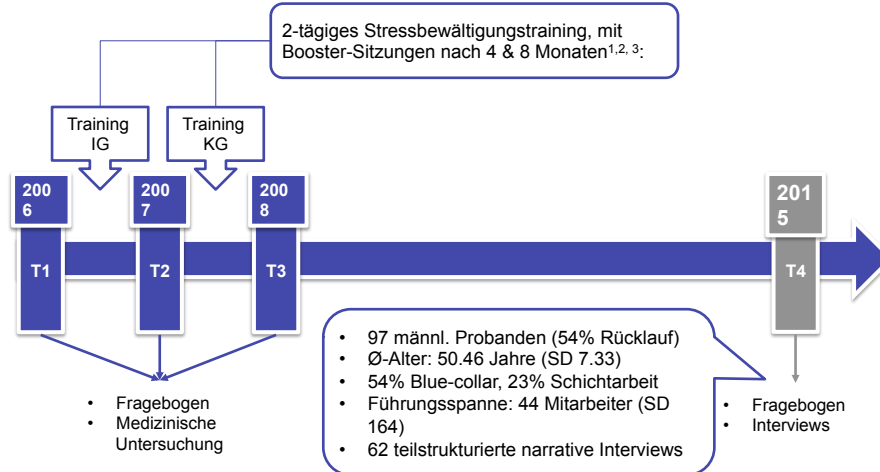 2-tägiges Stressbewältigungstraining, mit
Booster-Sitzungen nach 4 & 8 Monaten1,2, 3:
Training
IG
Training
KG
200
6
200
7
200
8
201
5
T1
T2
T3
T4
• 97 männl. Probanden (54% Rücklauf)
• Ø-Alter: 50.46 Jahre (SD 7.33)
• 54% Blue-collar, 23% Schichtarbeit
• Führungsspanne: 44 Mitarbeiter (SD
164)
• 62 teilstrukturierte narrative Interviews
• Fragebogen
• Medizinische
Untersuchung
• Fragebogen
• Interviews